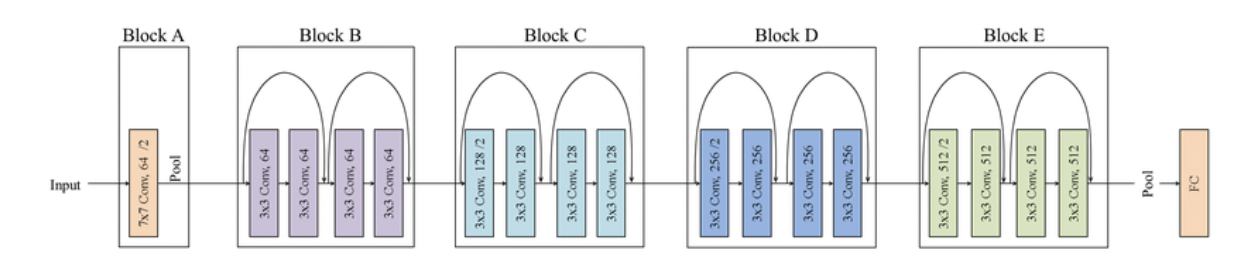 Block A
Block B
Block C
Block D
Block E
Input
7x7 Conv, 64 /2
Pool
3x3 Conv, 64
3x3 Conv, 64
3x3 Conv, 64
3x3 Conv, 64
3x3 Conv, 128 /2
3x3 Conv, 128
3x3 Conv, 128
3x3 Conv, 128
3x3 Conv, 256 /2
3x3 Conv, 256
3x3 Conv, 256
3x3 Conv, 256
3x3 Conv, 512 /2
3x3 Conv, 512
3x3 Conv, 512
3x3 Conv, 512
Pool
FC